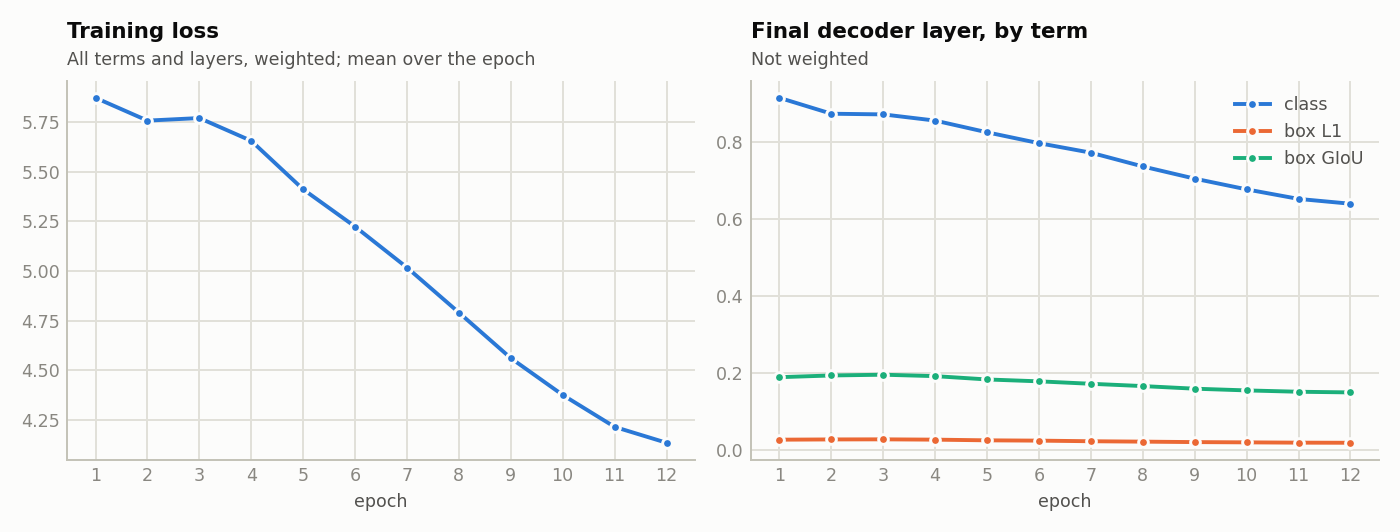 Training loss
All terms and layers, weighted; mean over the epoch
5.75
5.50
5.25
5.00
4.75
4.50
4.25
1 2 3 4 5 6 7 8 9 10 11 12
epoch
Final decoder layer, by term
Not weighted
class
box L1
box GIoU
0.8
0.6
0.4
0.2
0.0
1 2 3 4 5 6 7 8 9 10 11 12
epoch